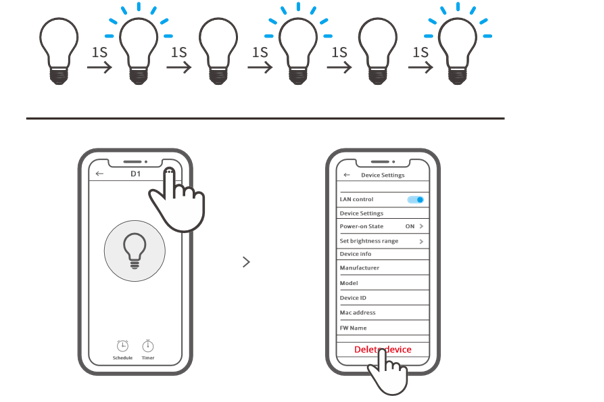 1S 1S 1S 1S 1S
D1
Schedule Timer
Device Settings
LAN control
Device Settings
Power-on State ON
Set brightness range
Device info
Manufacturer
Model
Device ID
Mac address
FW Name
Delete device